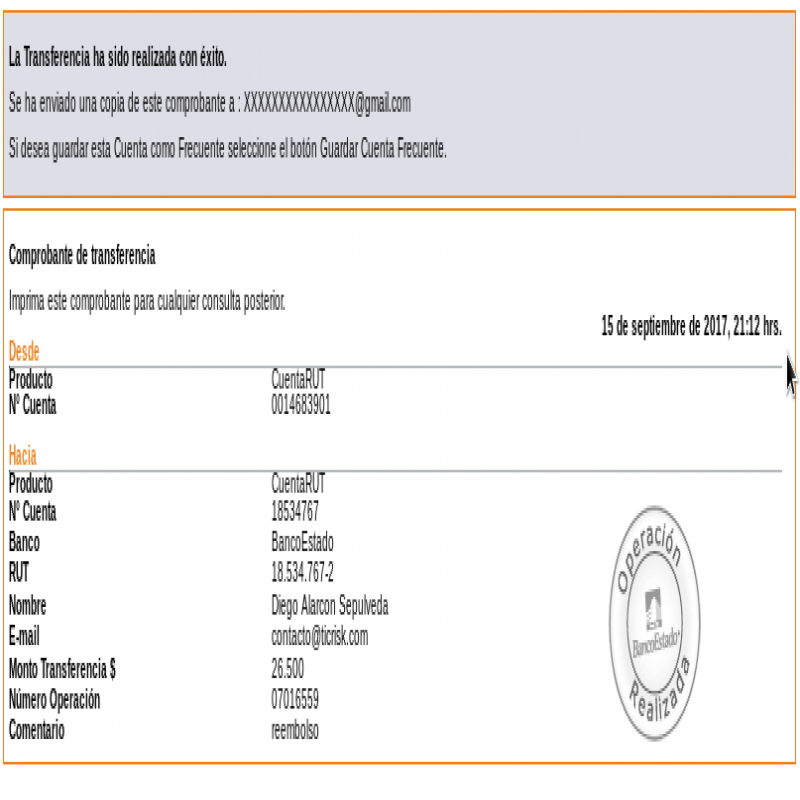 La Transferencia ha sido realizada con éxito.
Se ha enviado una copia de este comprobante a : XXXXXXXXXXXXXXXX@gmail.com
Si desea guardar esta Cuenta como Frecuente seleccione el botón Guardar Cuenta Frecuente.
Comprobante de transferencia
Imprima este comprobante para cualquier consulta posterior.
15 de septiembre de 2017, 21:12 hrs.
Desde
Producto CuentaRUT
Nº Cuenta 0014683901
Hacia
Producto CuentaRUT
Nº Cuenta 18534767
Banco BancoEstado
RUT 18.534.767-2
Nombre Diego Alarcon Sepulveda
E-mail contacto@ticrisk.com
Monto Transferencia $ 26.500
Número Operación 07016559
Comentario reembolso
Operación
BancoEstado
Realizada